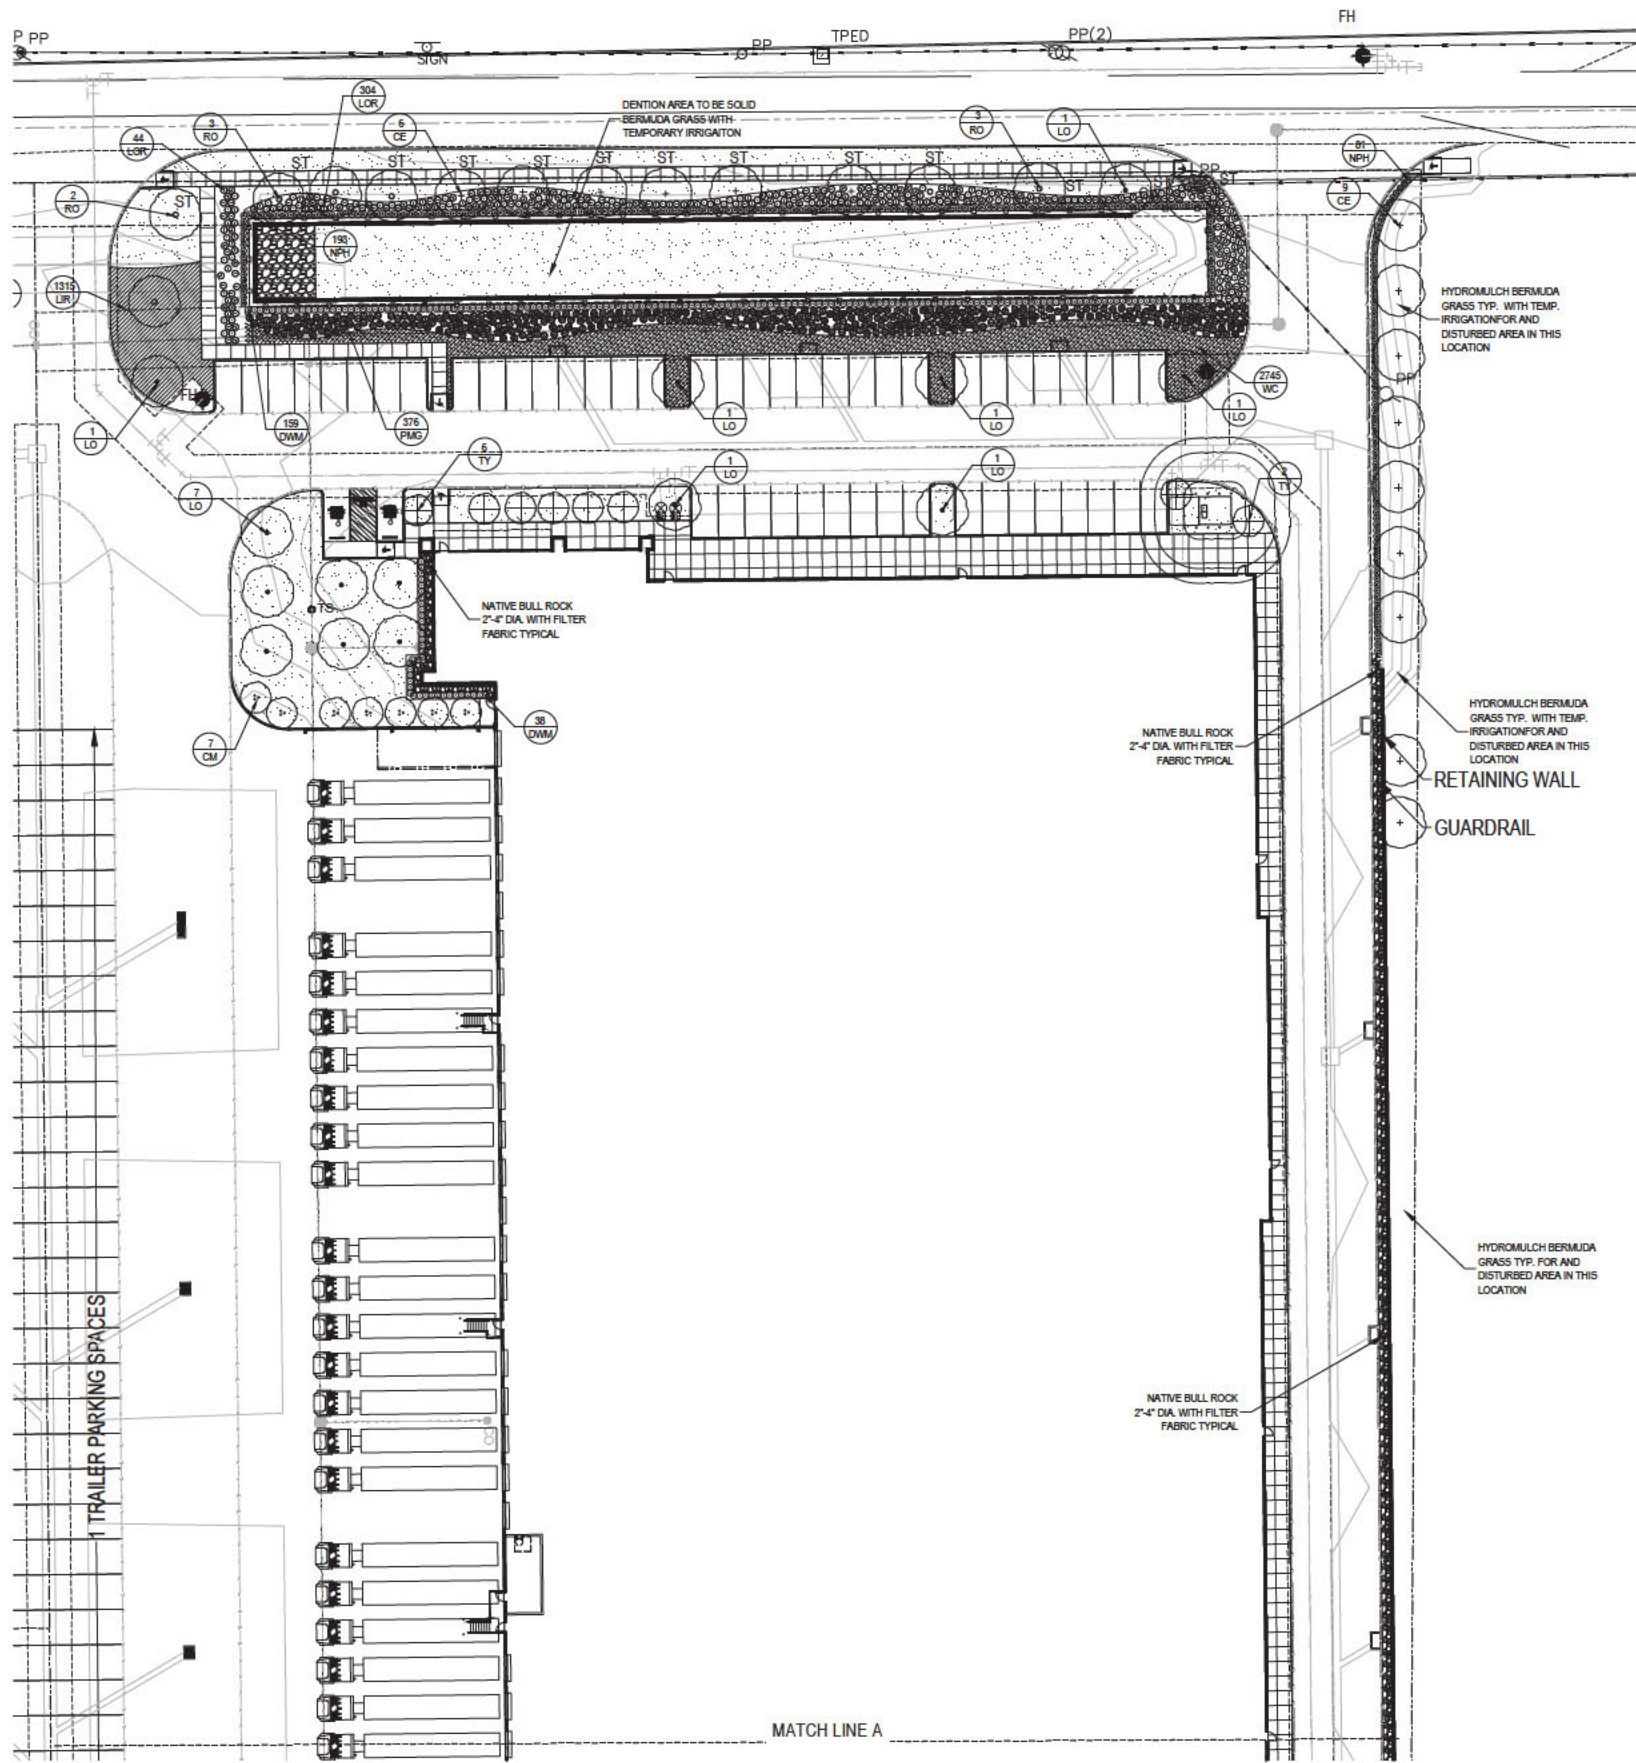 FH
P PP
SIGN
PP
TPED
PP(2)
304
LOR
3
RO
6
CE
DENTION AREA TO BE SOLID
BERMUDA GRASS WITH
TEMPORARY IRRIGAITON
3
RO
1
LO
44
LOR
81
NPH
ST
ST
ST
ST
ST
ST
ST
ST
ST
PP
ST
ST
ST
9
CE
2
RO
ST
193
NPH
1315
LIR
HYDROMULCH BERMUDA
GRASS TYP. WITH TEMP.
IRRIGATIONFOR AND
DISTURBED AREA IN THIS
LOCATION
PP
2745
WC
FH
1
LO
159
DWM
376
PMG
1
LO
1
LO
1
LO
6
TY
1
LO
1
LO
2
TY
7
LO
TS
NATIVE BULL ROCK
2"-4" DIA. WITH FILTER
FABRIC TYPICAL
7
CM
38
DWM
NATIVE BULL ROCK
2"-4" DIA. WITH FILTER
FABRIC TYPICAL
HYDROMULCH BERMUDA
GRASS TYP. WITH TEMP.
IRRIGATIONFOR AND
DISTURBED AREA IN THIS
LOCATION
RETAINING WALL
GUARDRAIL
HYDROMULCH BERMUDA
GRASS TYP. FOR AND
DISTURBED AREA IN THIS
LOCATION
1 TRAILER PARKING SPACES
NATIVE BULL ROCK
2"-4" DIA. WITH FILTER
FABRIC TYPICAL
CO
MATCH LINE A